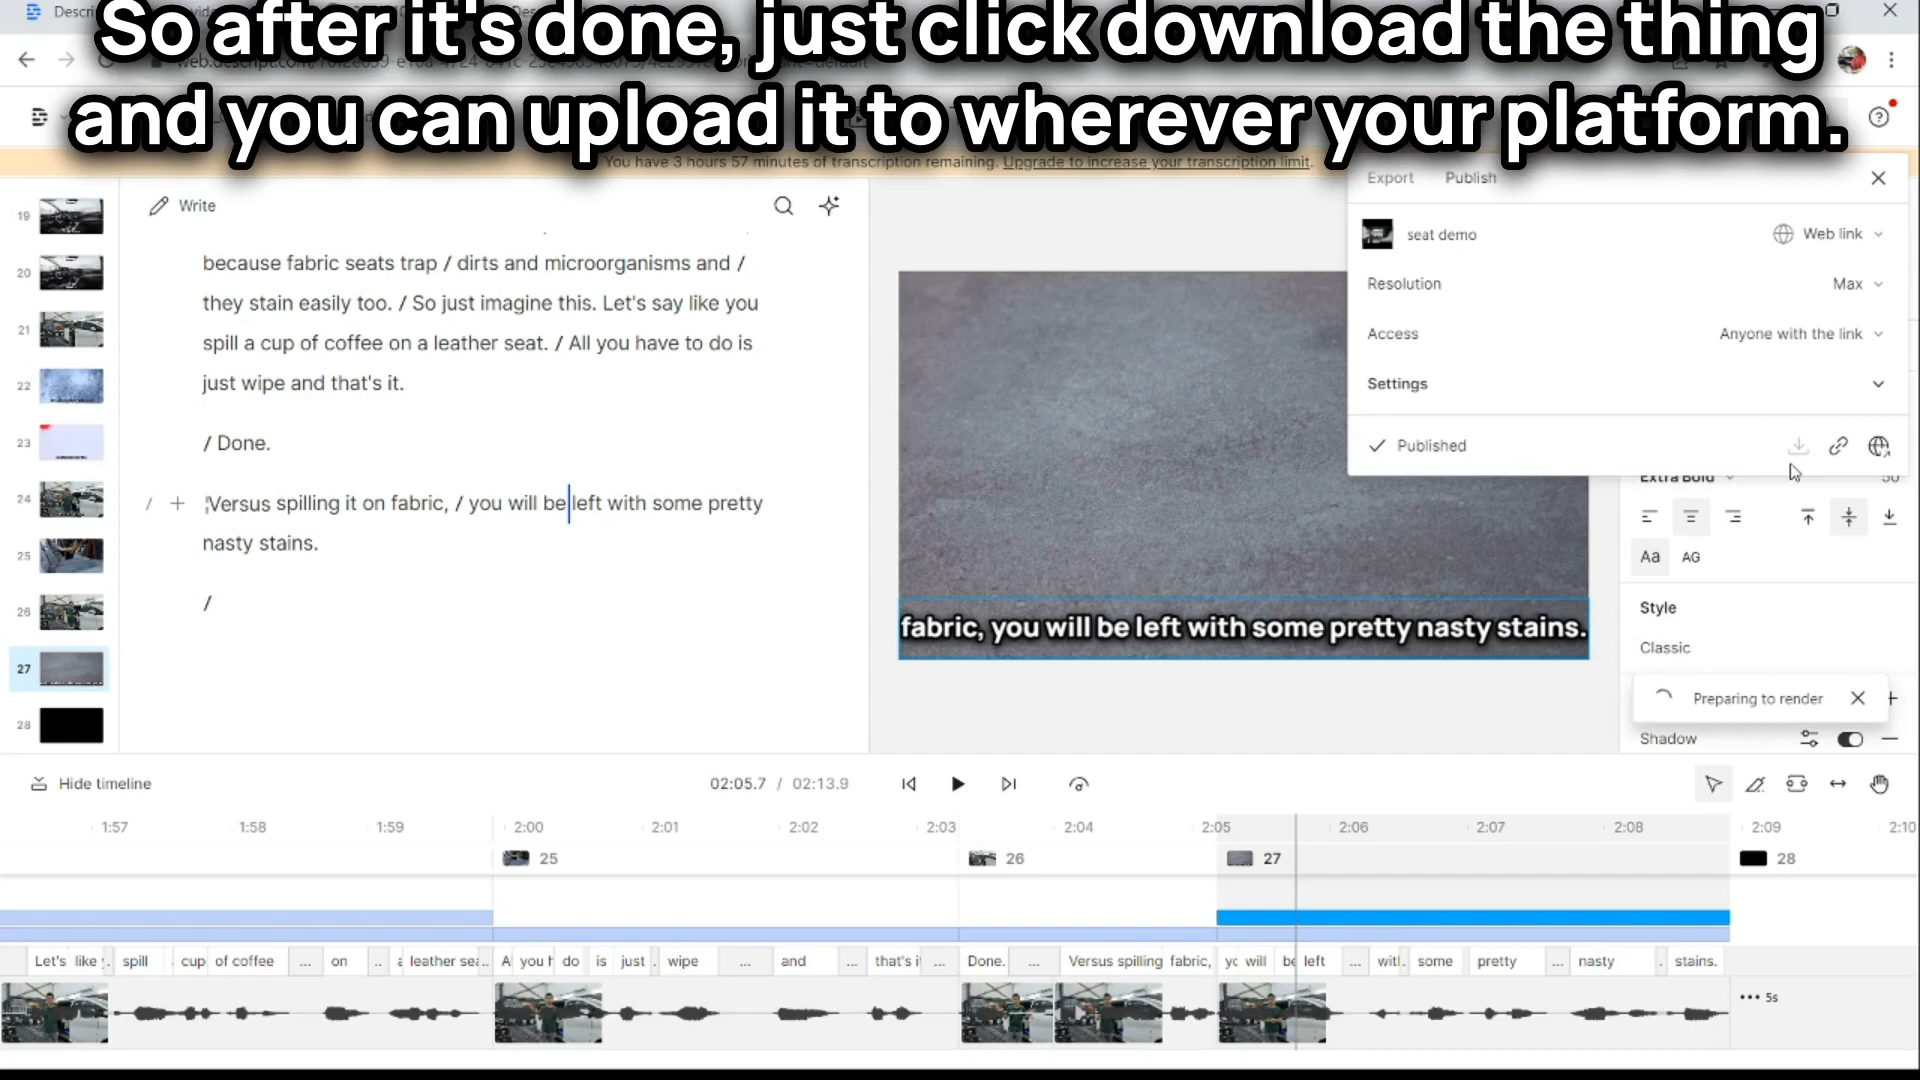 So after it's done, just click download the thing
and you can upload it to wherever your platform.
You have 3 hours 57 minutes of transcription remaining. Upgrade to increase your transcription limit.
Export Publish
seat demo Web link
Resolution Max
Access Anyone with the link
Settings
Published
Write
because fabric seats trap / dirts and microorganisms and /
they stain easily too. / So just imagine this. Let's say like you
spill a cup of coffee on a leather seat. / All you have to do is
just wipe and that's it.
/ Done.
/ + Versus spilling it on fabric, / you will be left with some pretty
nasty stains.
/
19
20
21
22
23
24
25
26
27
28
fabric, you will be left with some pretty nasty stains.
Extra Bold 50
Aa AG
Style
Classic
Preparing to render
Shadow
Hide timeline
02:05.7 / 02:13.9
1:57 1:58 1:59 2:00 2:01 2:02 2:03 2:04 2:05 2:06 2:07 2:08 2:09 2:10
25 26 27 28
Let's like spill cup of coffee ... on .. leather sea.. A you do is just wipe ... and ... that's ... Done. ... Versus spilling fabric, will left ... some pretty ... nasty . stains.
••• 5s